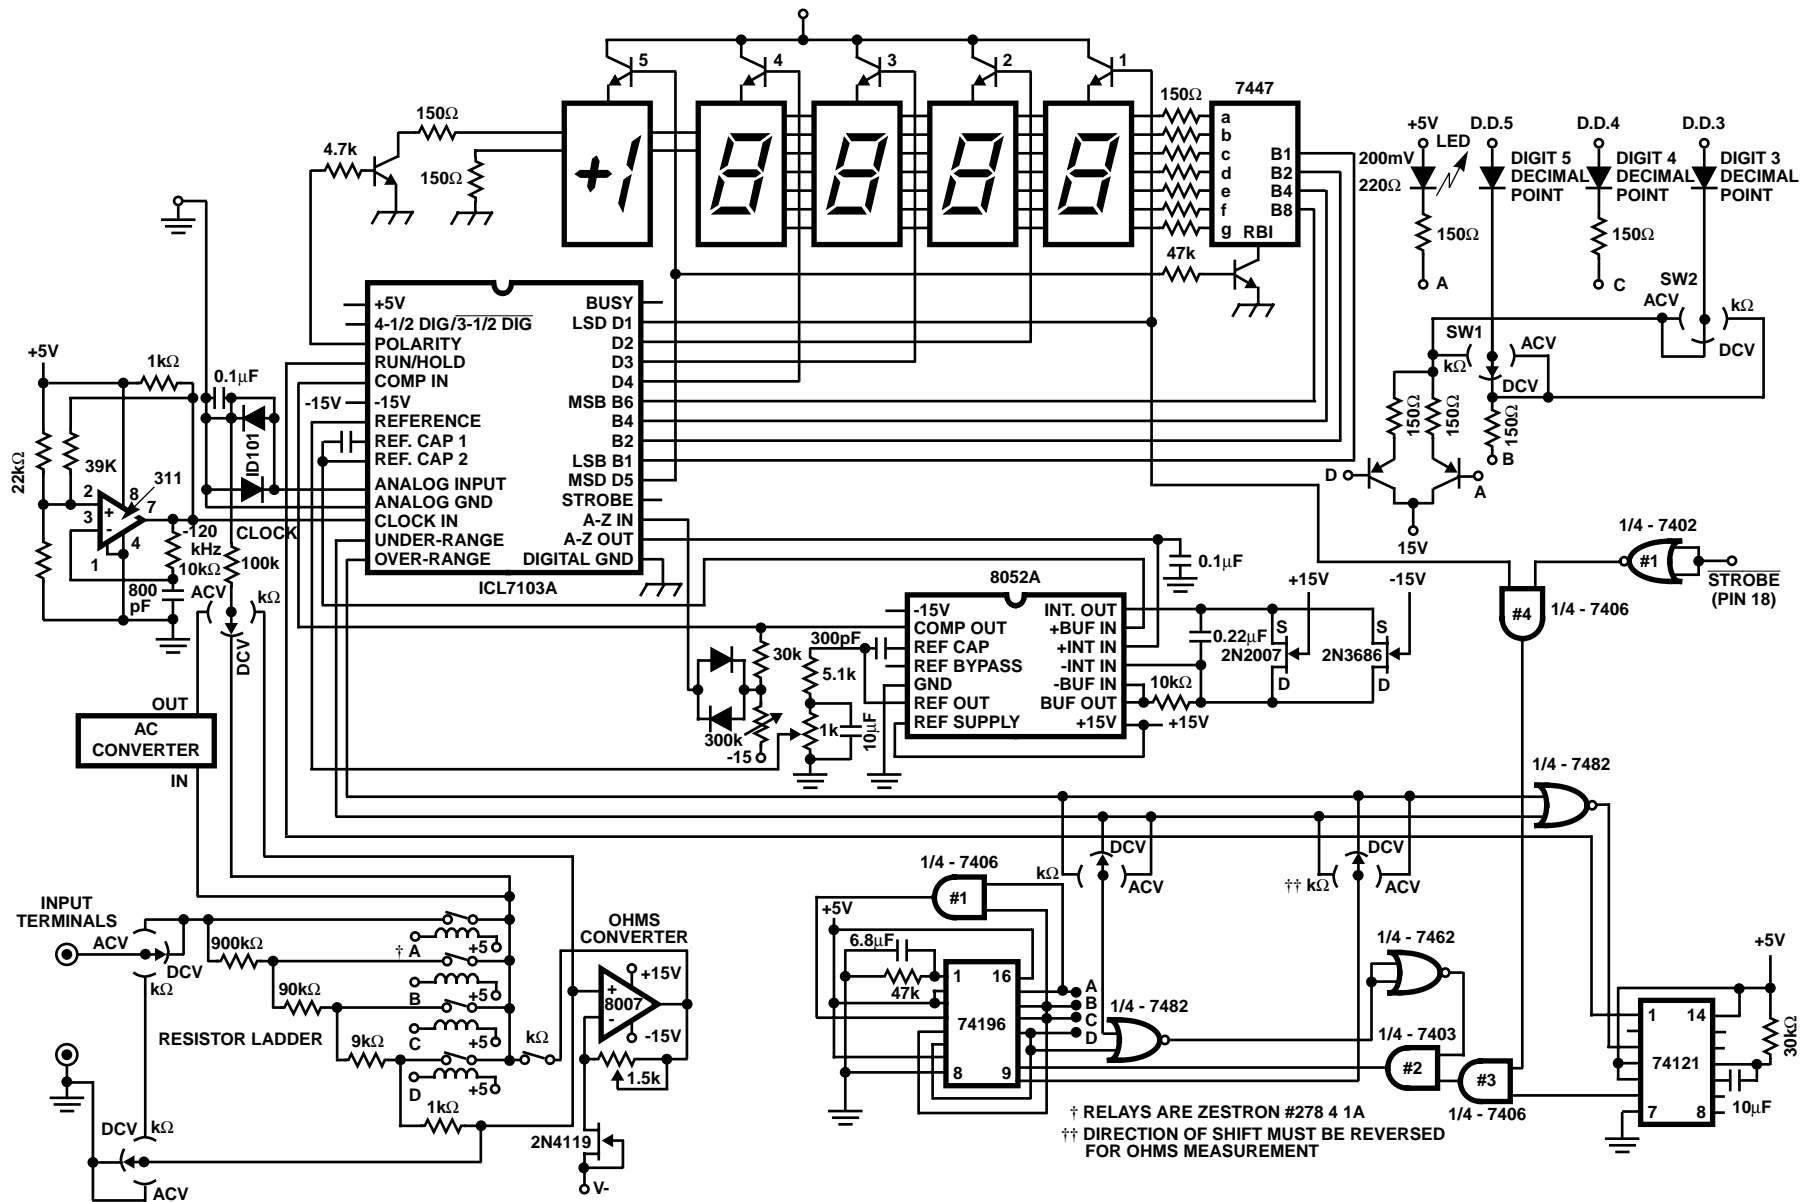 5
4
3
2
1
7447
150Ω
a
b
c
d
e
f
g
B1
B2
B4
B8
RBI
+1
8
8
8
8
150Ω
4.7k
150Ω
47k
+5V
LED
200mV
220Ω
150Ω
A
D.D.5
DIGIT 5
DECIMAL
POINT
D.D.4
DIGIT 4
DECIMAL
POINT
150Ω
C
D.D.3
DIGIT 3
DECIMAL
POINT
SW2
ACV
kΩ
DCV
SW1
kΩ
ACV
DCV
150Ω
150Ω
150Ω
B
D
A
15V
+5V
4-1/2 DIG/3-1/2 DIG
POLARITY
RUN/HOLD
COMP IN
-15V
-15V
REFERENCE
REF. CAP 1
REF. CAP 2
ANALOG INPUT
ANALOG GND
CLOCK IN
UNDER-RANGE
OVER-RANGE
BUSY
LSD D1
D2
D3
D4
MSB B6
B4
B2
LSB B1
MSD D5
STROBE
A-Z IN
A-Z OUT
DIGITAL GND
ICL7103A
+5V
1kΩ
0.1μF
22kΩ
39K
ID101
311
2
3
8
7
+
-
4
1
-120
kHz
CLOCK
10kΩ
800
pF
100k
ACV
kΩ
DCV
OUT
AC
CONVERTER
IN
8052A
-15V
COMP OUT
REF CAP
REF BYPASS
GND
REF OUT
REF SUPPLY
INT. OUT
+BUF IN
+INT IN
-INT IN
-BUF IN
BUF OUT
+15V
+15V
0.1μF
300pF
30k
5.1k
300k
-15
1k
10μF
0.22μF
10kΩ
+15V
-15V
S
2N2007
D
S
2N3686
D
1/4 - 7402
#1
STROBE
(PIN 18)
#4
1/4 - 7406
1/4 - 7482
INPUT
TERMINALS
ACV
DCV
kΩ
900kΩ
90kΩ
9kΩ
1kΩ
RESISTOR LADDER
† A
+5
B
+5
C
+5
D
+5
kΩ
DCV
kΩ
ACV
OHMS
CONVERTER
+15V
+
8007
-
-15V
1.5k
2N4119
V-
1/4 - 7406
#1
+5V
6.8μF
47k
1
16
74196
8
9
A
B
C
D
kΩ
DCV
ACV
†† kΩ
DCV
ACV
1/4 - 7482
1/4 - 7462
1/4 - 7403
#2
#3
1/4 - 7406
+5V
1
14
74121
7
8
30kΩ
10μF
† RELAYS ARE ZESTRON #278 4 1A
†† DIRECTION OF SHIFT MUST BE REVERSED
FOR OHMS MEASUREMENT